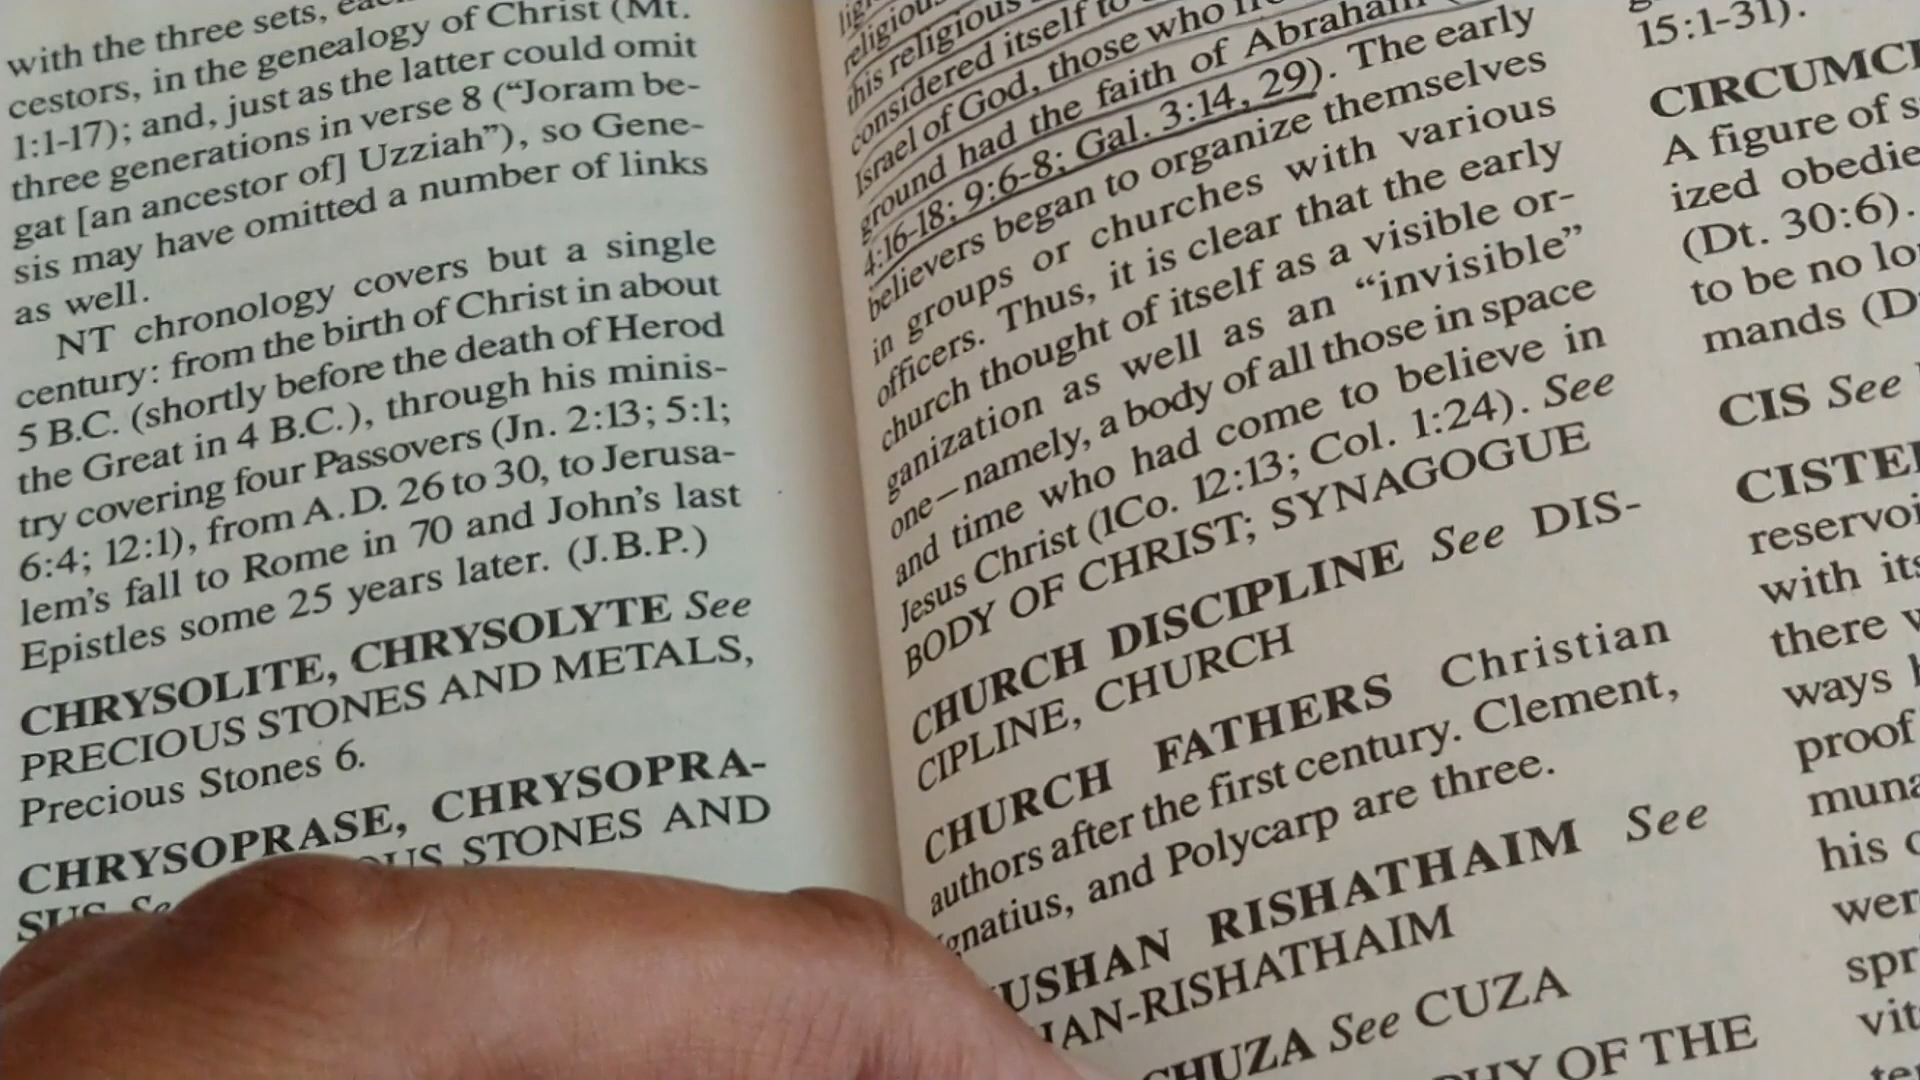 with the three sets,
cestors, in the genealogy of Christ (Mt.
1:1-17); and, just as the latter could omit
three generations in verse 8 (“Joram be-
gat [an ancestor of] Uzziah”), so Gene-
sis may have omitted a number of links
as well.
NT chronology covers but a single
century: from the birth of Christ in about
5 B.C. (shortly before the death of Herod
the Great in 4 B.C.), through his minis-
try covering four Passovers (Jn. 2:13; 5:1;
6:4; 12:1), from A.D. 26 to 30, to Jerusa-
lem’s fall to Rome in 70 and John’s last
Epistles some 25 years later. (J.B.P.)
CHRYSOLITE, CHRYSOLYTE See
PRECIOUS STONES AND METALS,
Precious Stones 6.
CHRYSOPRASE, CHRYSOPRA-
SUS STONES AND
religious
this religious
considered itself to
Israel of God, those who
ground had the faith of Abraham
4:16-18; 9:6-8; Gal. 3:14, 29). The early
believers began to organize themselves
in groups or churches with various
officers. Thus, it is clear that the early
church thought of itself as a visible or-
ganization as well as an “invisible”
one—namely, a body of all those in space
and time who had come to believe in
Jesus Christ (1Co. 12:13; Col. 1:24). See
BODY OF CHRIST; SYNAGOGUE
CHURCH DISCIPLINE See DIS-
CIPLINE, CHURCH
CHURCH FATHERS Christian
authors after the first century. Clement,
Ignatius, and Polycarp are three.
USHAN RISHATHAIM See
AN-RISHATHAIM
CHUZA See CUZA
OF THE
15:1-31).
CIRCUMCI
A figure of s
ized obedie
(Dt. 30:6).
to be no lo
mands (D
CIS See
CISTE
reservoi
with its
there w
ways
proof
muna
his
wer
spr
vit